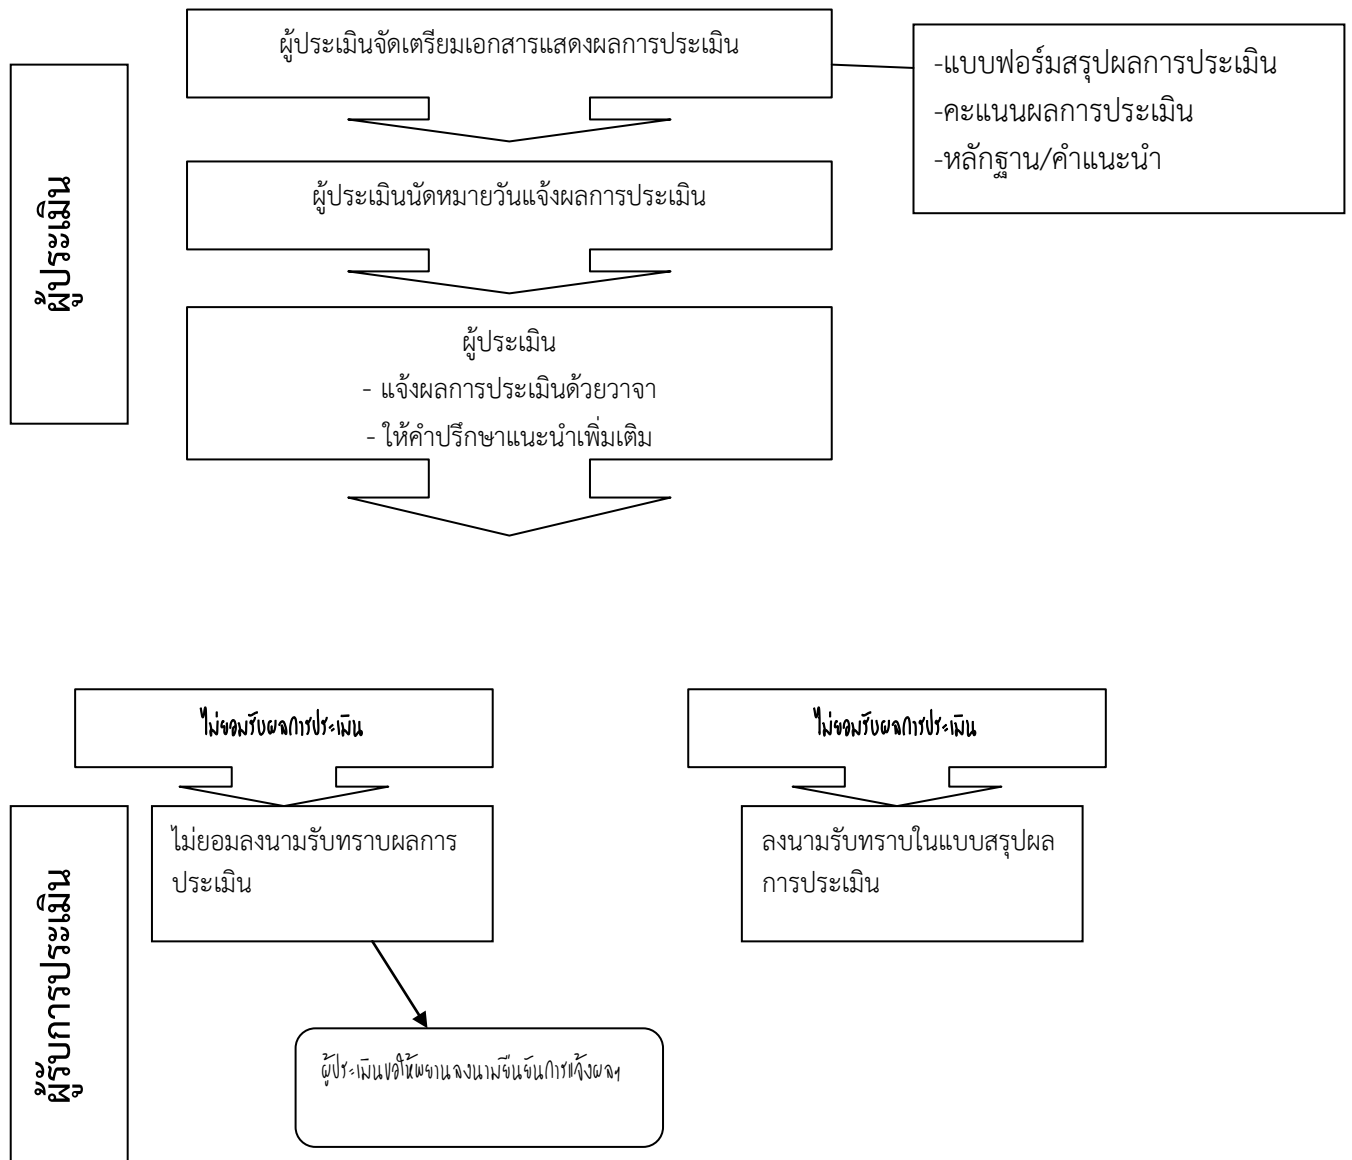 ผู้ประเมินจัดเตรียมเอกสารแสดงผลการประเมิน
-แบบฟอร์มสรุปผลการประเมิน
-คะแนนผลการประเมิน
-หลักฐาน/คำแนะนำ
ผู้ประเมิน
ผู้ประเมินนัดหมายวันแจ้งผลการประเมิน
ผู้ประเมิน
- แจ้งผลการประเมินด้วยวาจา
- ให้คำปรึกษาแนะนำเพิ่มเติม
ไม่ยอมรับผลการประเมิน
ไม่ยอมรับผลการประเมิน
ผู้รับการประเมิน
ไม่ยอมลงนามรับทราบผลการ
ประเมิน
ลงนามรับทราบในแบบสรุปผล
การประเมิน
ผู้ประเมินขอให้พยานลงนามยืนยันการแจ้งผลฯ